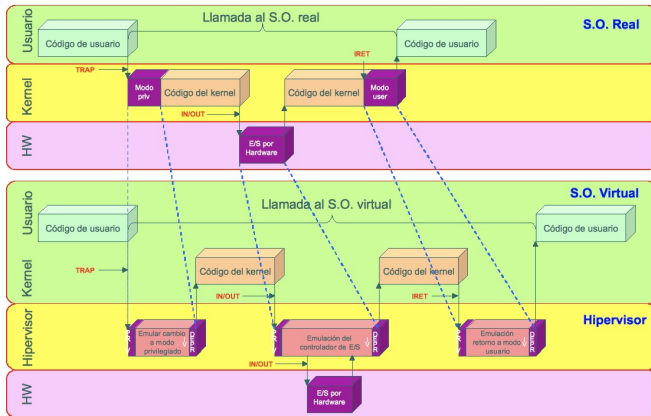 Usuario
Llamada al S.O. real
S.O. Real
Código de usuario
Código de usuario
TRAP
IRET
Kernel
Modo
priv
Código del kernel
Código del kernel
Modo
user
IN/OUT
HW
E/S por
Hardware
Usuario
S.O. Virtual
Llamada al S.O. virtual
Código de usuario
Código de usuario
Kernel
Código del kernel
Código del kernel
TRAP
IN/OUT
IRET
Hipervisor
Hipervisor
Emular cambio
a modo
privilegiado
Emulación del
controlador de E/S
Emulación
retorno a modo
usuario
IN/OUT
HW
E/S por
Hardware